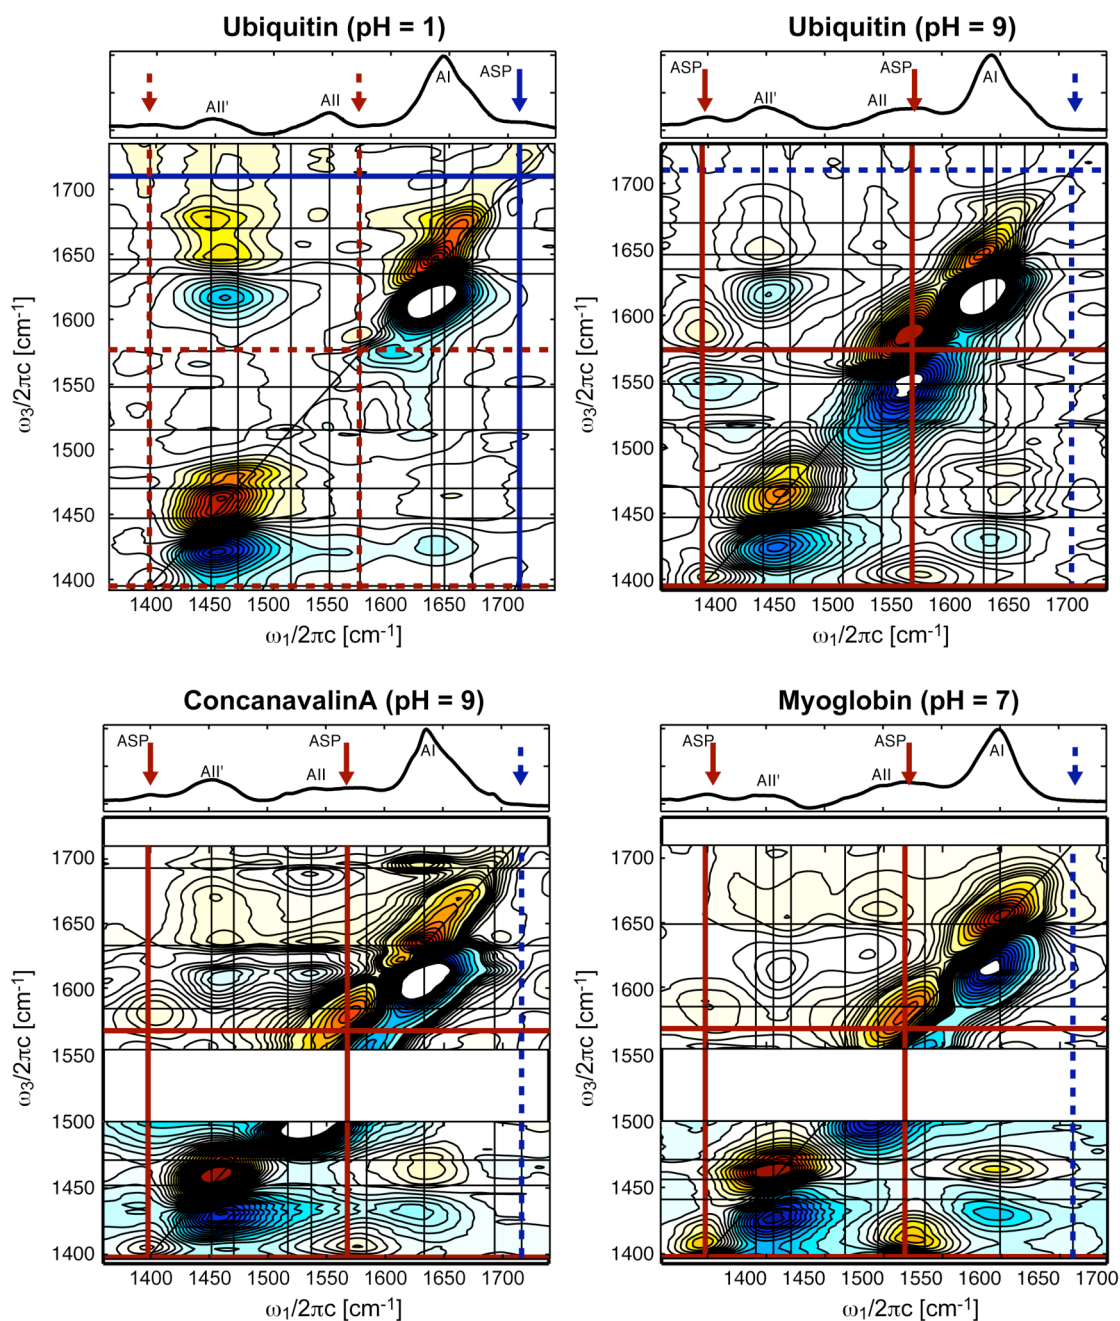 Ubiquitin (pH = 1)
AII'
AII
AI
ASP
ω3/2πc [cm-1]
1700
1650
1600
1550
1500
1450
1400
1400 1450 1500 1550 1600 1650 1700
ω1/2πc [cm-1]
Ubiquitin (pH = 9)
ASP
AII'
AII
ASP
AI
ω3/2πc [cm-1]
1700
1650
1600
1550
1500
1450
1400
1400 1450 1500 1550 1600 1650 1700
ω1/2πc [cm-1]
ConcanavalinA (pH = 9)
ASP
AII'
AII
ASP
AI
ω3/2πc [cm-1]
1700
1650
1600
1550
1500
1450
1400
1400 1450 1500 1550 1600 1650 1700
ω1/2πc [cm-1]
Myoglobin (pH = 7)
ASP
AII'
AII
ASP
AI
ω3/2πc [cm-1]
1700
1650
1600
1550
1500
1450
1400
1400 1450 1500 1550 1600 1650 1700
ω1/2πc [cm-1]